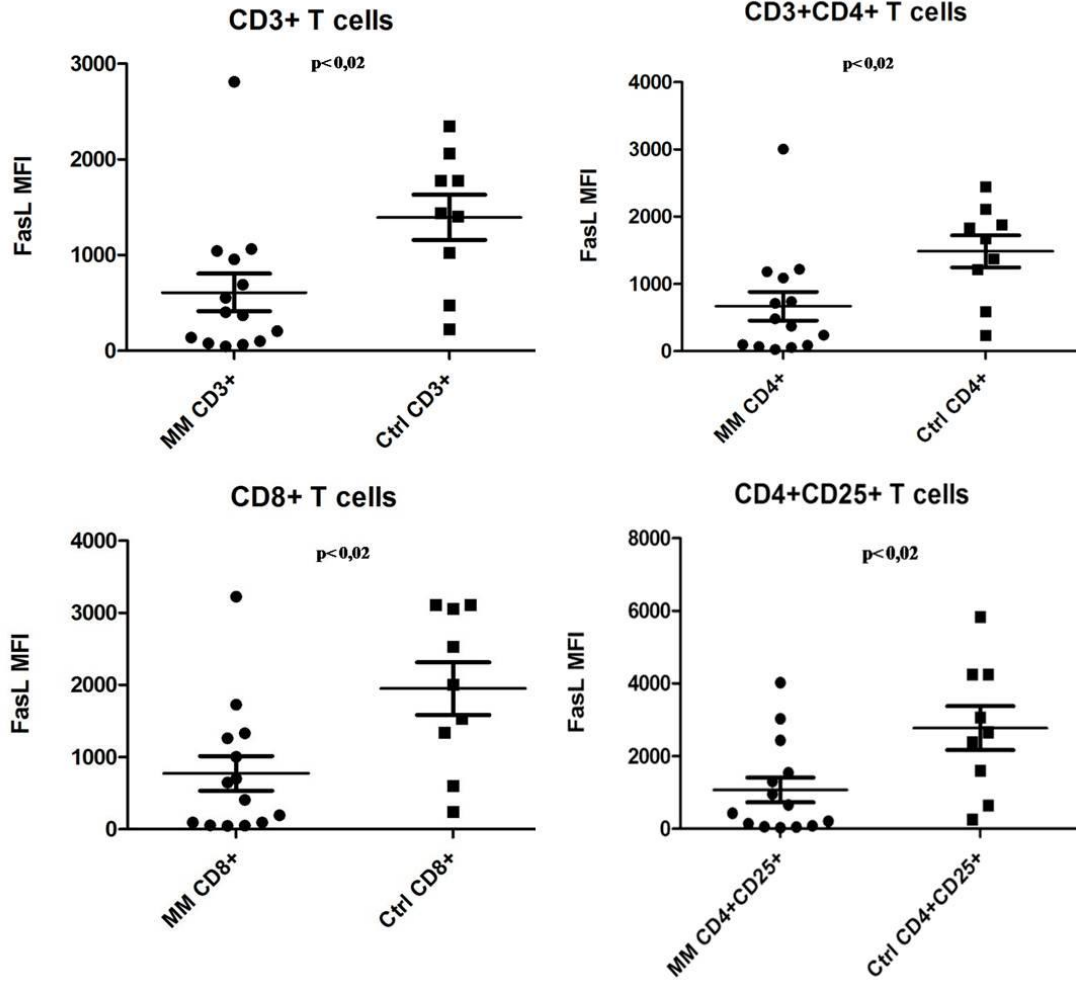 CD3+ T cells
p<0,02
FasL MFI
3000
2000
1000
0
MM CD3+
Ctrl CD3+
CD3+CD4+ T cells
p<0,02
FasL MFI
4000
3000
2000
1000
0
MM CD4+
Ctrl CD4+
CD8+ T cells
p<0,02
FasL MFI
4000
3000
2000
1000
0
MM CD8+
Ctrl CD8+
CD4+CD25+ T cells
p<0,02
FasL MFI
8000
6000
4000
2000
0
MM CD4+CD25+
Ctrl CD4+CD25+